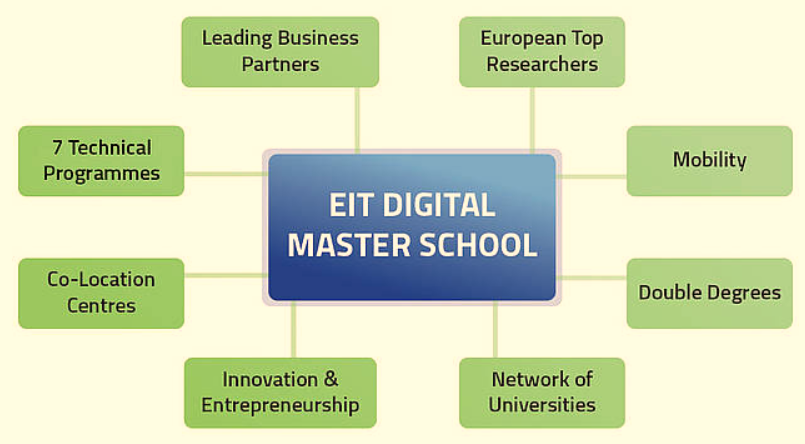 Leading Business
Partners
European Top
Researchers
7 Technical
Programmes
Mobility
EIT DIGITAL
MASTER SCHOOL
Co-Location
Centres
Double Degrees
Innovation &
Entrepreneurship
Network of
Universities